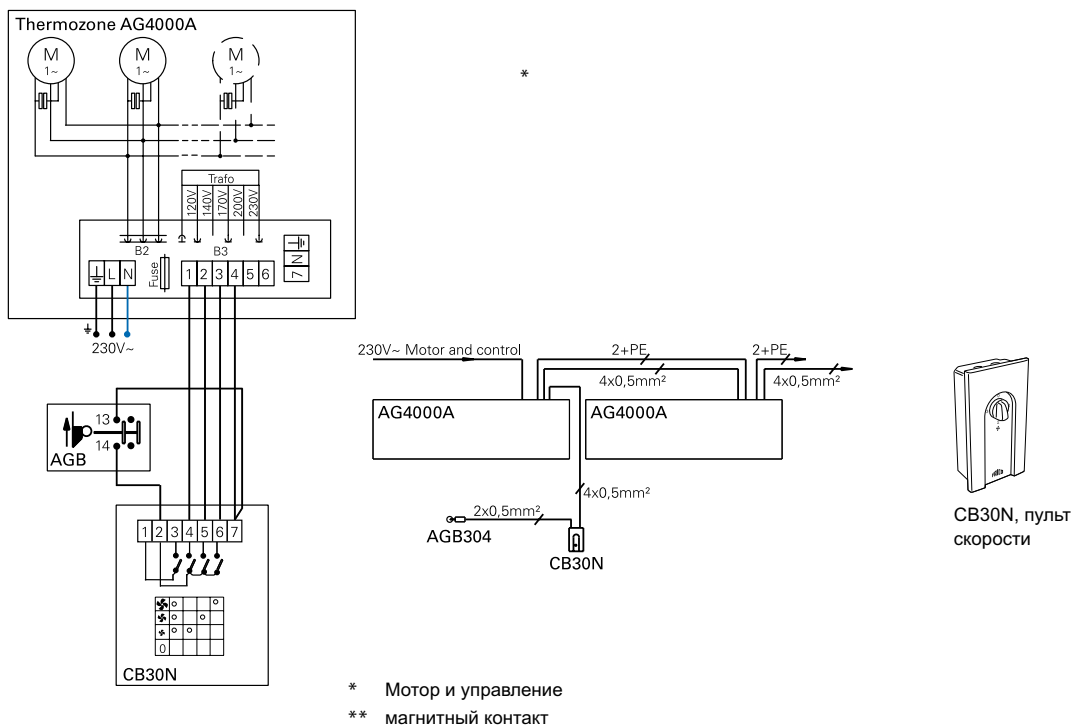 Thermozone AG4000A
M
1~
M
1~
M
1~
*
Trafo
120V
140V
170V
200V
230V
B2
B3
L N
Fuse
1 2 3 4 5 6
7 N
230V~
13
14
AGB
1 2 3 4 5 6 7
0
CB30N
230V~ Motor and control
2+PE
2+PE
4x0,5mm²
4x0,5mm²
AG4000A
AG4000A
4x0,5mm²
2x0,5mm²
AGB304
CB30N
CB30N, пульт
скорости
* Мотор и управление
** магнитный контакт